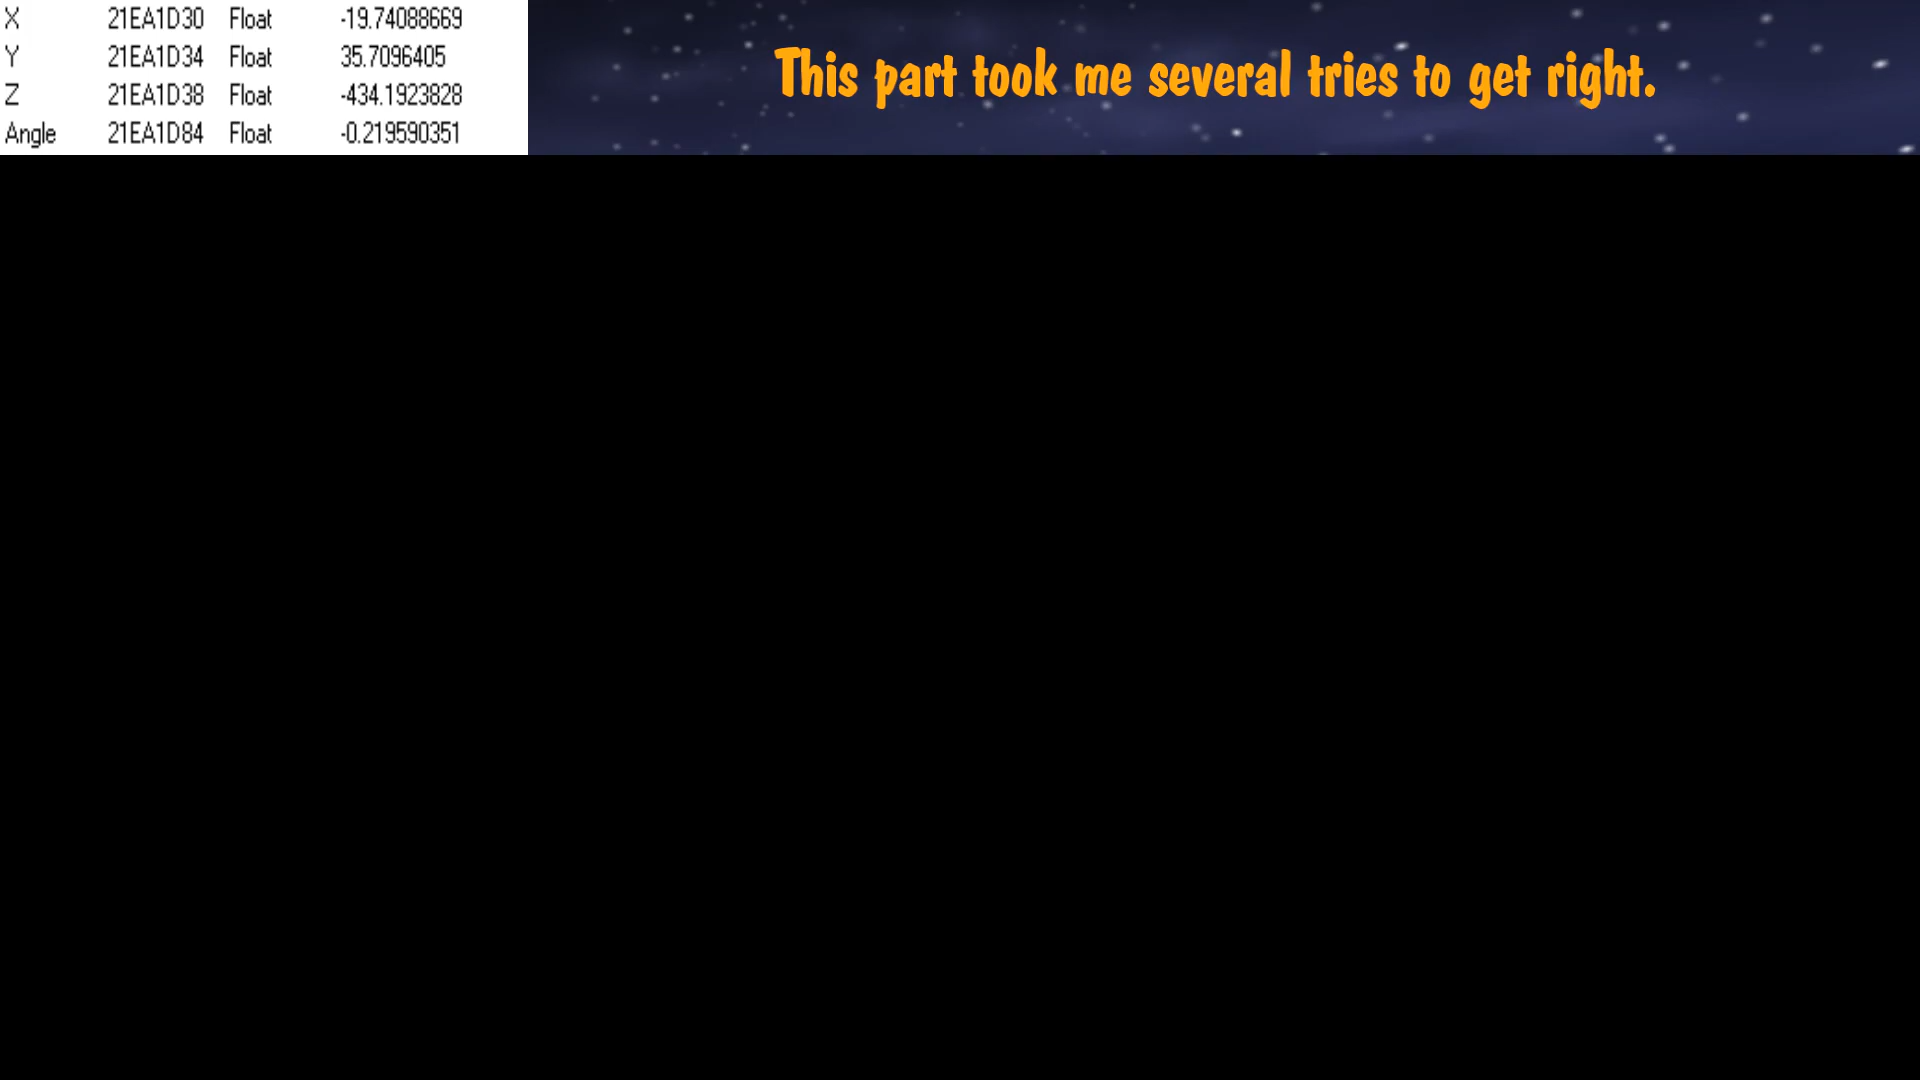 X 21EA1D30 Float -19.74088669
Y 21EA1D34 Float 35.7096405
Z 21EA1D38 Float -434.1923828
Angle 21EA1D84 Float -0.219590351
This part took me several tries to get right.